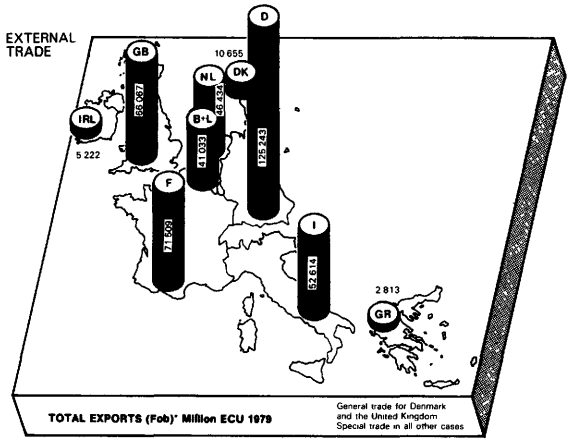 EXTERNAL
TRADE
D
GB
10 655
NL
DK
66 067
46 434
IRL
B+L
5 222
41 033
125 243
F
71 509
I
52 614
2 813
GR
TOTAL EXPORTS (Fob)* Million ECU 1979
General trade for Denmark
and the United Kingdom
Special trade in all other cases